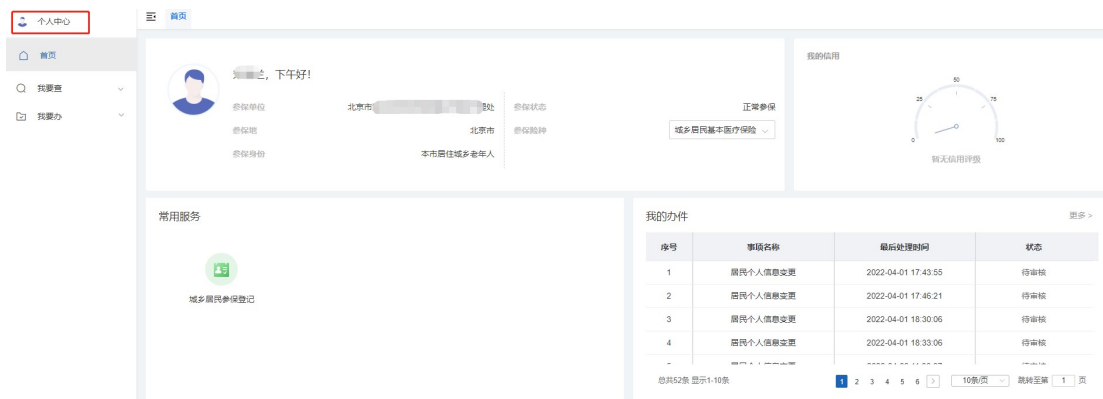 个人中心
首页
首页
我要查
我要办
下午好！
参保单位
北京市
参保状态
正常参保
参保地
北京市
参保险种
城乡居民基本医疗保险
参保身份
本市居住城乡老年人
我的信用
0
25
50
75
100
暂无信用评级
常用服务
城乡居民参保登记
我的办件
更多 >
序号 事项名称 最后处理时间 状态
1 居民个人信息变更 2022-04-01 17:43:55 待审核
2 居民个人信息变更 2022-04-01 17:46:21 待审核
3 居民个人信息变更 2022-04-01 18:30:06 待审核
4 居民个人信息变更 2022-04-01 18:33:06 待审核
总共52条 显示1-10条
1 2 3 4 5 6 > 10条/页 跳转至第 1 页